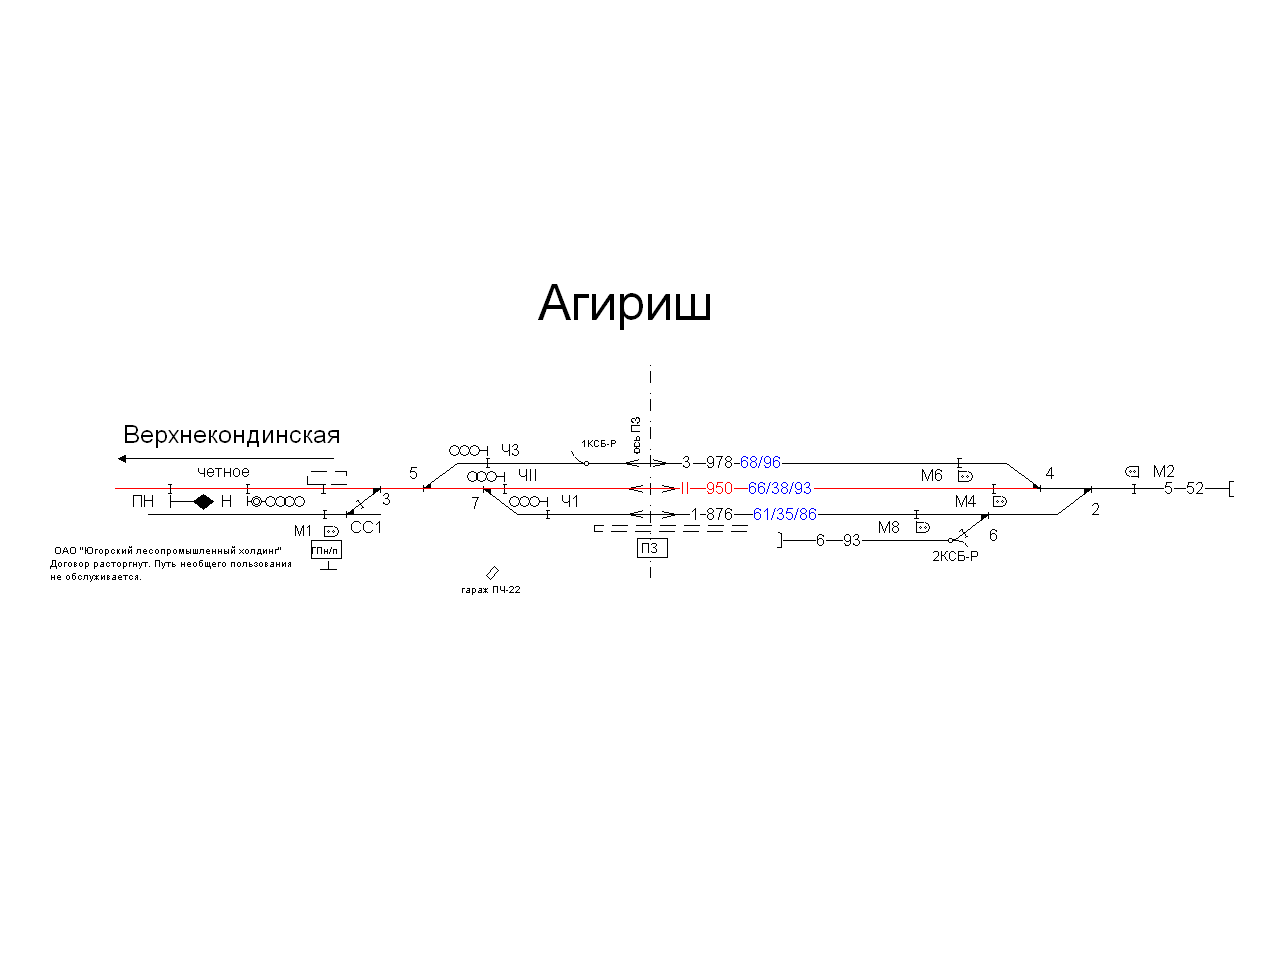 Агириш
Верхнекондинская
четное
ПН
Н
М1
СС1
3
5
7
Ч3
ЧII
Ч1
1КСБ-Р
ось ПЗ
3 978 68/96
II 950 66/38/93
1 876 61/35/86
6 93
М6
М4
М8
4
2
6
М2
5 52
2КСБ-Р
ПЗ
ГПн/п
ОАО "Югорский лесопромышленный холдинг"
Договор расторгнут. Путь необщего пользования
не обслуживается.
гараж ПЧ-22